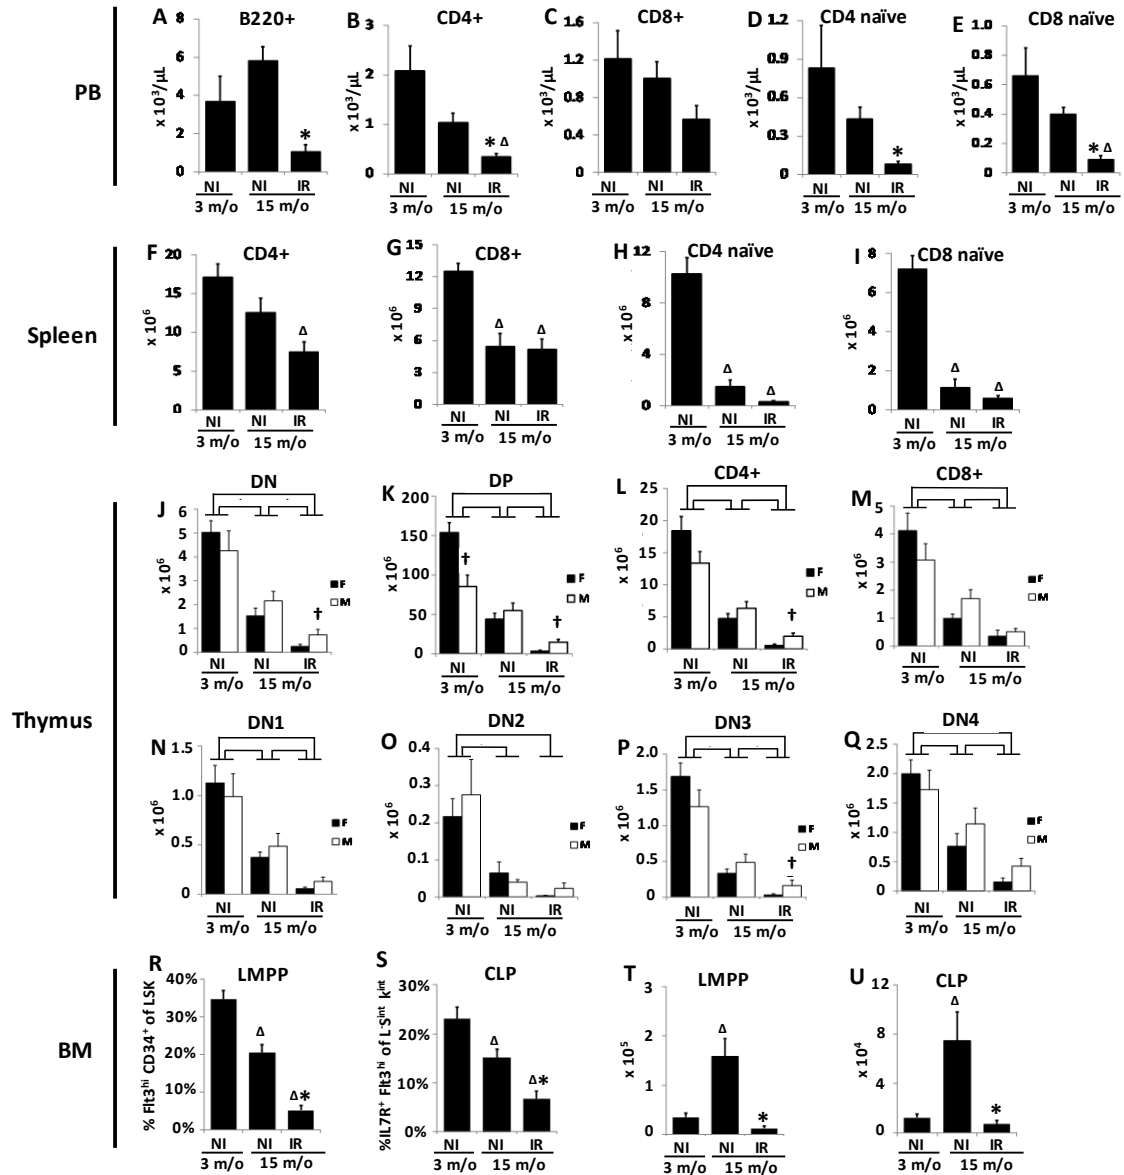 PB
A B220+
x 10³/µL
8
6
4
2
0
NI NI IR
3 m/o 15 m/o
*
B CD4+
x 10³/µL
3
2
1
0
NI NI IR
3 m/o 15 m/o
* Δ
C CD8+
x 10³/µL
1.6
1.2
0.8
0.4
0
NI NI IR
3 m/o 15 m/o
D CD4 naïve
x 10³/µL
1.2
0.9
0.6
0.3
0
NI NI IR
3 m/o 15 m/o
*
E CD8 naïve
x 10³/µL
1.0
0.8
0.6
0.4
0.2
0.0
NI NI IR
3 m/o 15 m/o
* Δ
Spleen
F CD4+
x 10⁶
20
15
10
5
0
NI NI IR
3 m/o 15 m/o
Δ
G CD8+
x 10⁶
15
12
9
6
3
0
NI NI IR
3 m/o 15 m/o
Δ Δ
H CD4 naïve
x 10⁶
12
9
6
3
0
NI NI IR
3 m/o 15 m/o
Δ Δ
I CD8 naïve
x 10⁶
8
6
4
2
0
NI NI IR
3 m/o 15 m/o
Δ Δ
Thymus
J DN
x 10⁶
6
5
4
3
2
1
0
NI NI IR
3 m/o 15 m/o
†
F
M
K DP
x 10⁶
200
150
100
50
0
NI NI IR
3 m/o 15 m/o
† †
F
M
L CD4+
x 10⁶
25
20
15
10
5
0
NI NI IR
3 m/o 15 m/o
†
F
M
M CD8+
x 10⁶
5
4
3
2
1
0
NI NI IR
3 m/o 15 m/o
F
M
N DN1
x 10⁶
1.5
1.0
0.5
0
NI NI IR
3 m/o 15 m/o
F
M
O DN2
x 10⁶
0.4
0.3
0.2
0.1
0
NI NI IR
3 m/o 15 m/o
F
M
P DN3
x 10⁶
2.0
1.5
1.0
0.5
0
NI NI IR
3 m/o 15 m/o
†
F
M
Q DN4
x 10⁶
2.5
2.0
1.5
1.0
0.5
0
NI NI IR
3 m/o 15 m/o
F
M
BM
R LMPP
% Flt3ʰⁱ CD34⁺ of LSK
40%
30%
20%
10%
0%
NI NI IR
3 m/o 15 m/o
Δ Δ*
S CLP
%IL7R⁺ Flt3ʰⁱ of L⁻Sⁱⁿᵗ kⁱⁿᵗ
30%
20%
10%
0%
NI NI IR
3 m/o 15 m/o
Δ Δ*
T LMPP
x 10⁵
3
2
1
0
NI NI IR
3 m/o 15 m/o
Δ *
U CLP
x 10⁴
12
8
4
0
NI NI IR
3 m/o 15 m/o
Δ *